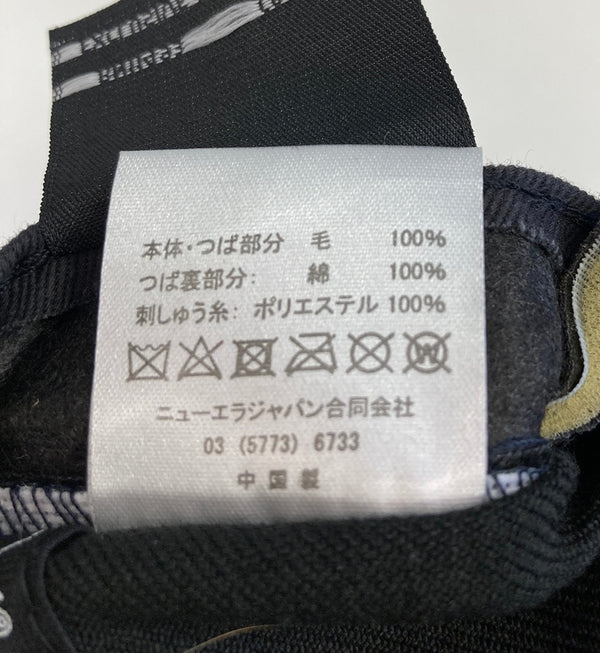 本体・つば部分 毛 100%
つば裏部分: 綿 100%
刺しゅう糸: ポリエステル 100%
ニューエラジャパン合同会社
03 (5773) 6733
中国製